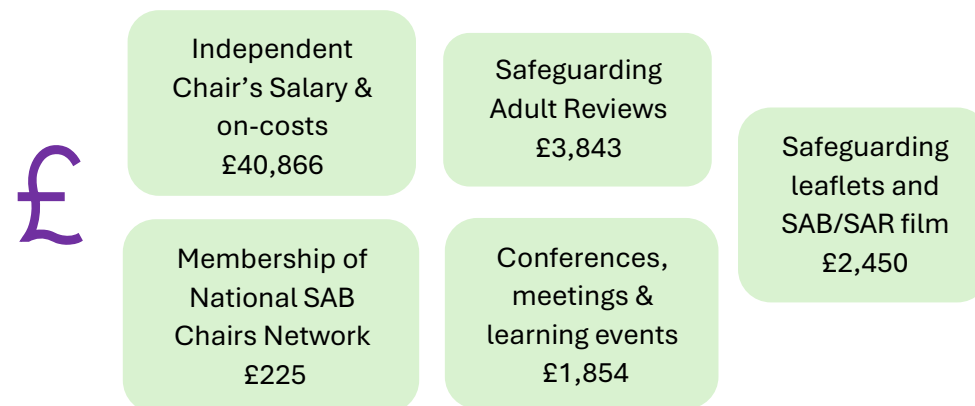 £
Independent
Chair’s Salary &
on-costs
£40,866
Safeguarding
Adult Reviews
£3,843
Safeguarding
leaflets and
SAB/SAR film
£2,450
Membership of
National SAB
Chairs Network
£225
Conferences,
meetings &
learning events
£1,854